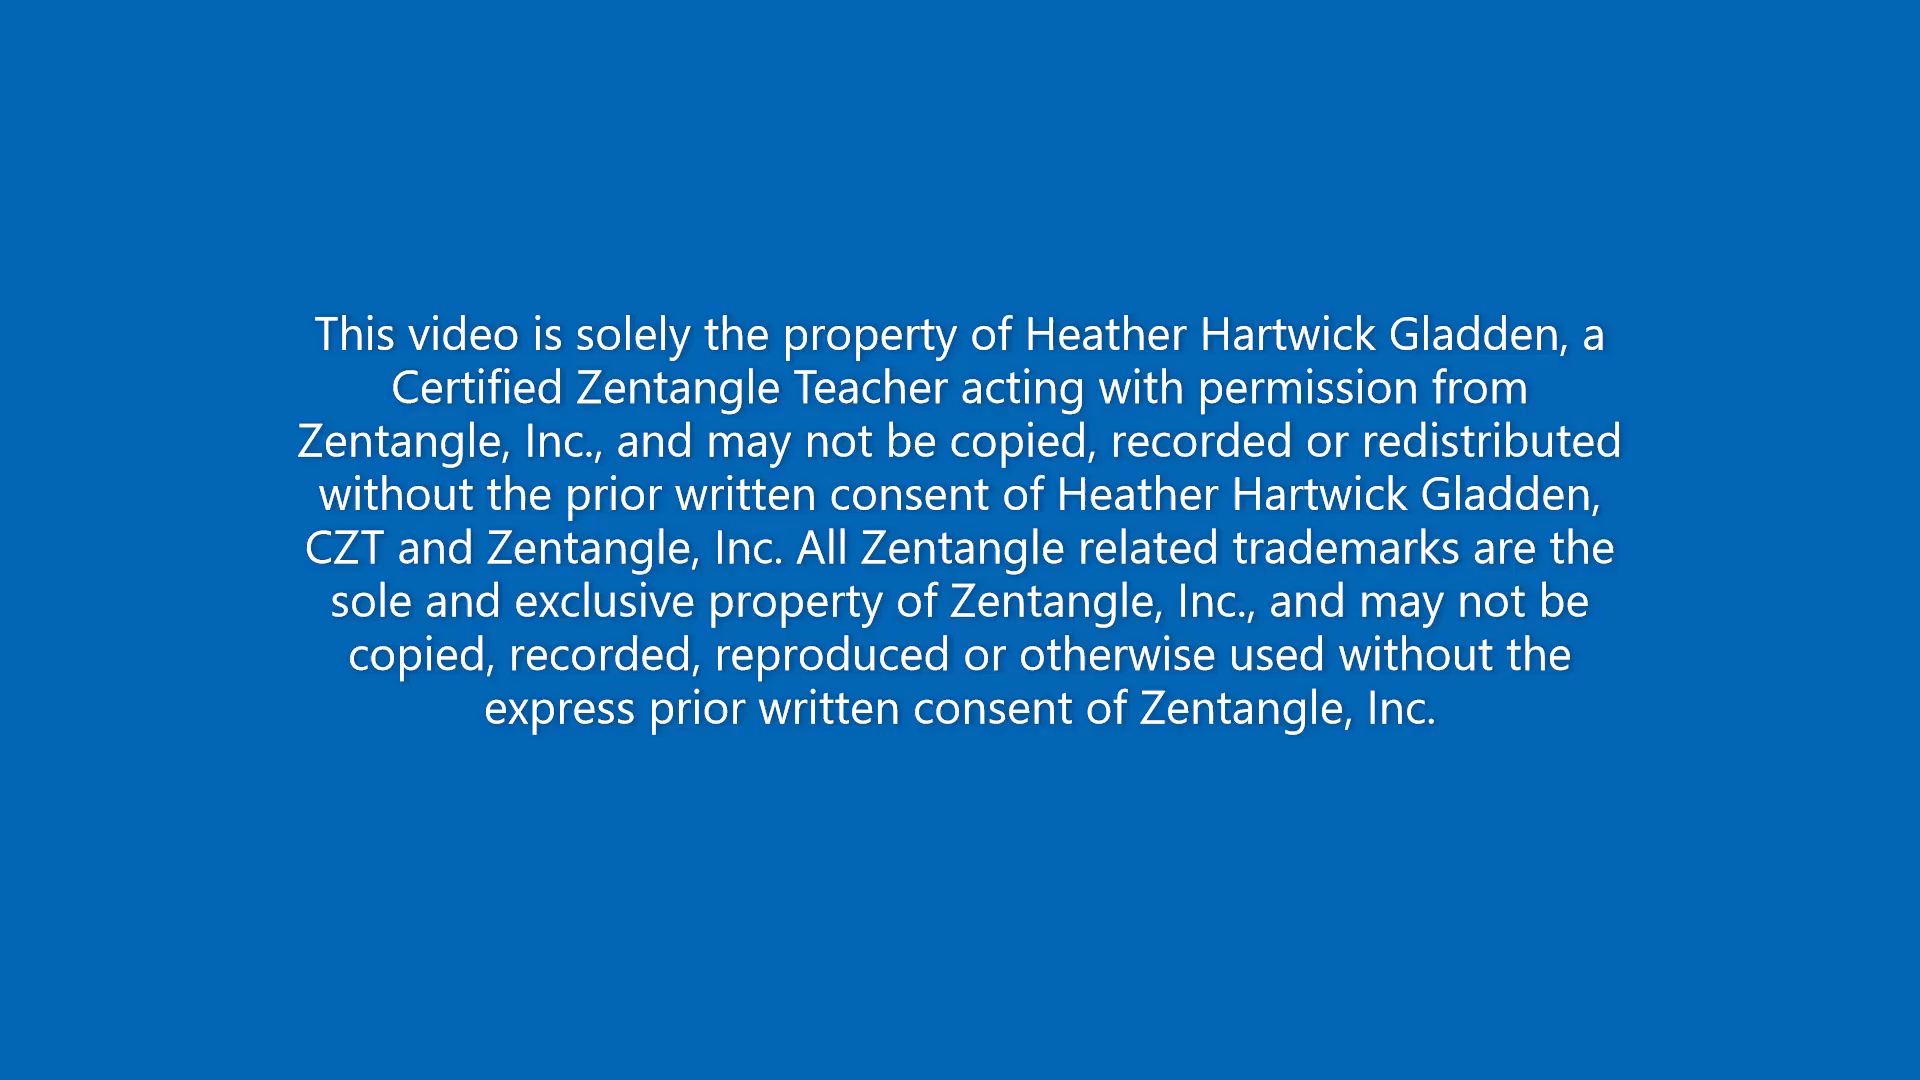 This video is solely the property of Heather Hartwick Gladden, a
Certified Zentangle Teacher acting with permission from
Zentangle, Inc., and may not be copied, recorded or redistributed
without the prior written consent of Heather Hartwick Gladden,
CZT and Zentangle, Inc. All Zentangle related trademarks are the
sole and exclusive property of Zentangle, Inc., and may not be
copied, recorded, reproduced or otherwise used without the
express prior written consent of Zentangle, Inc.